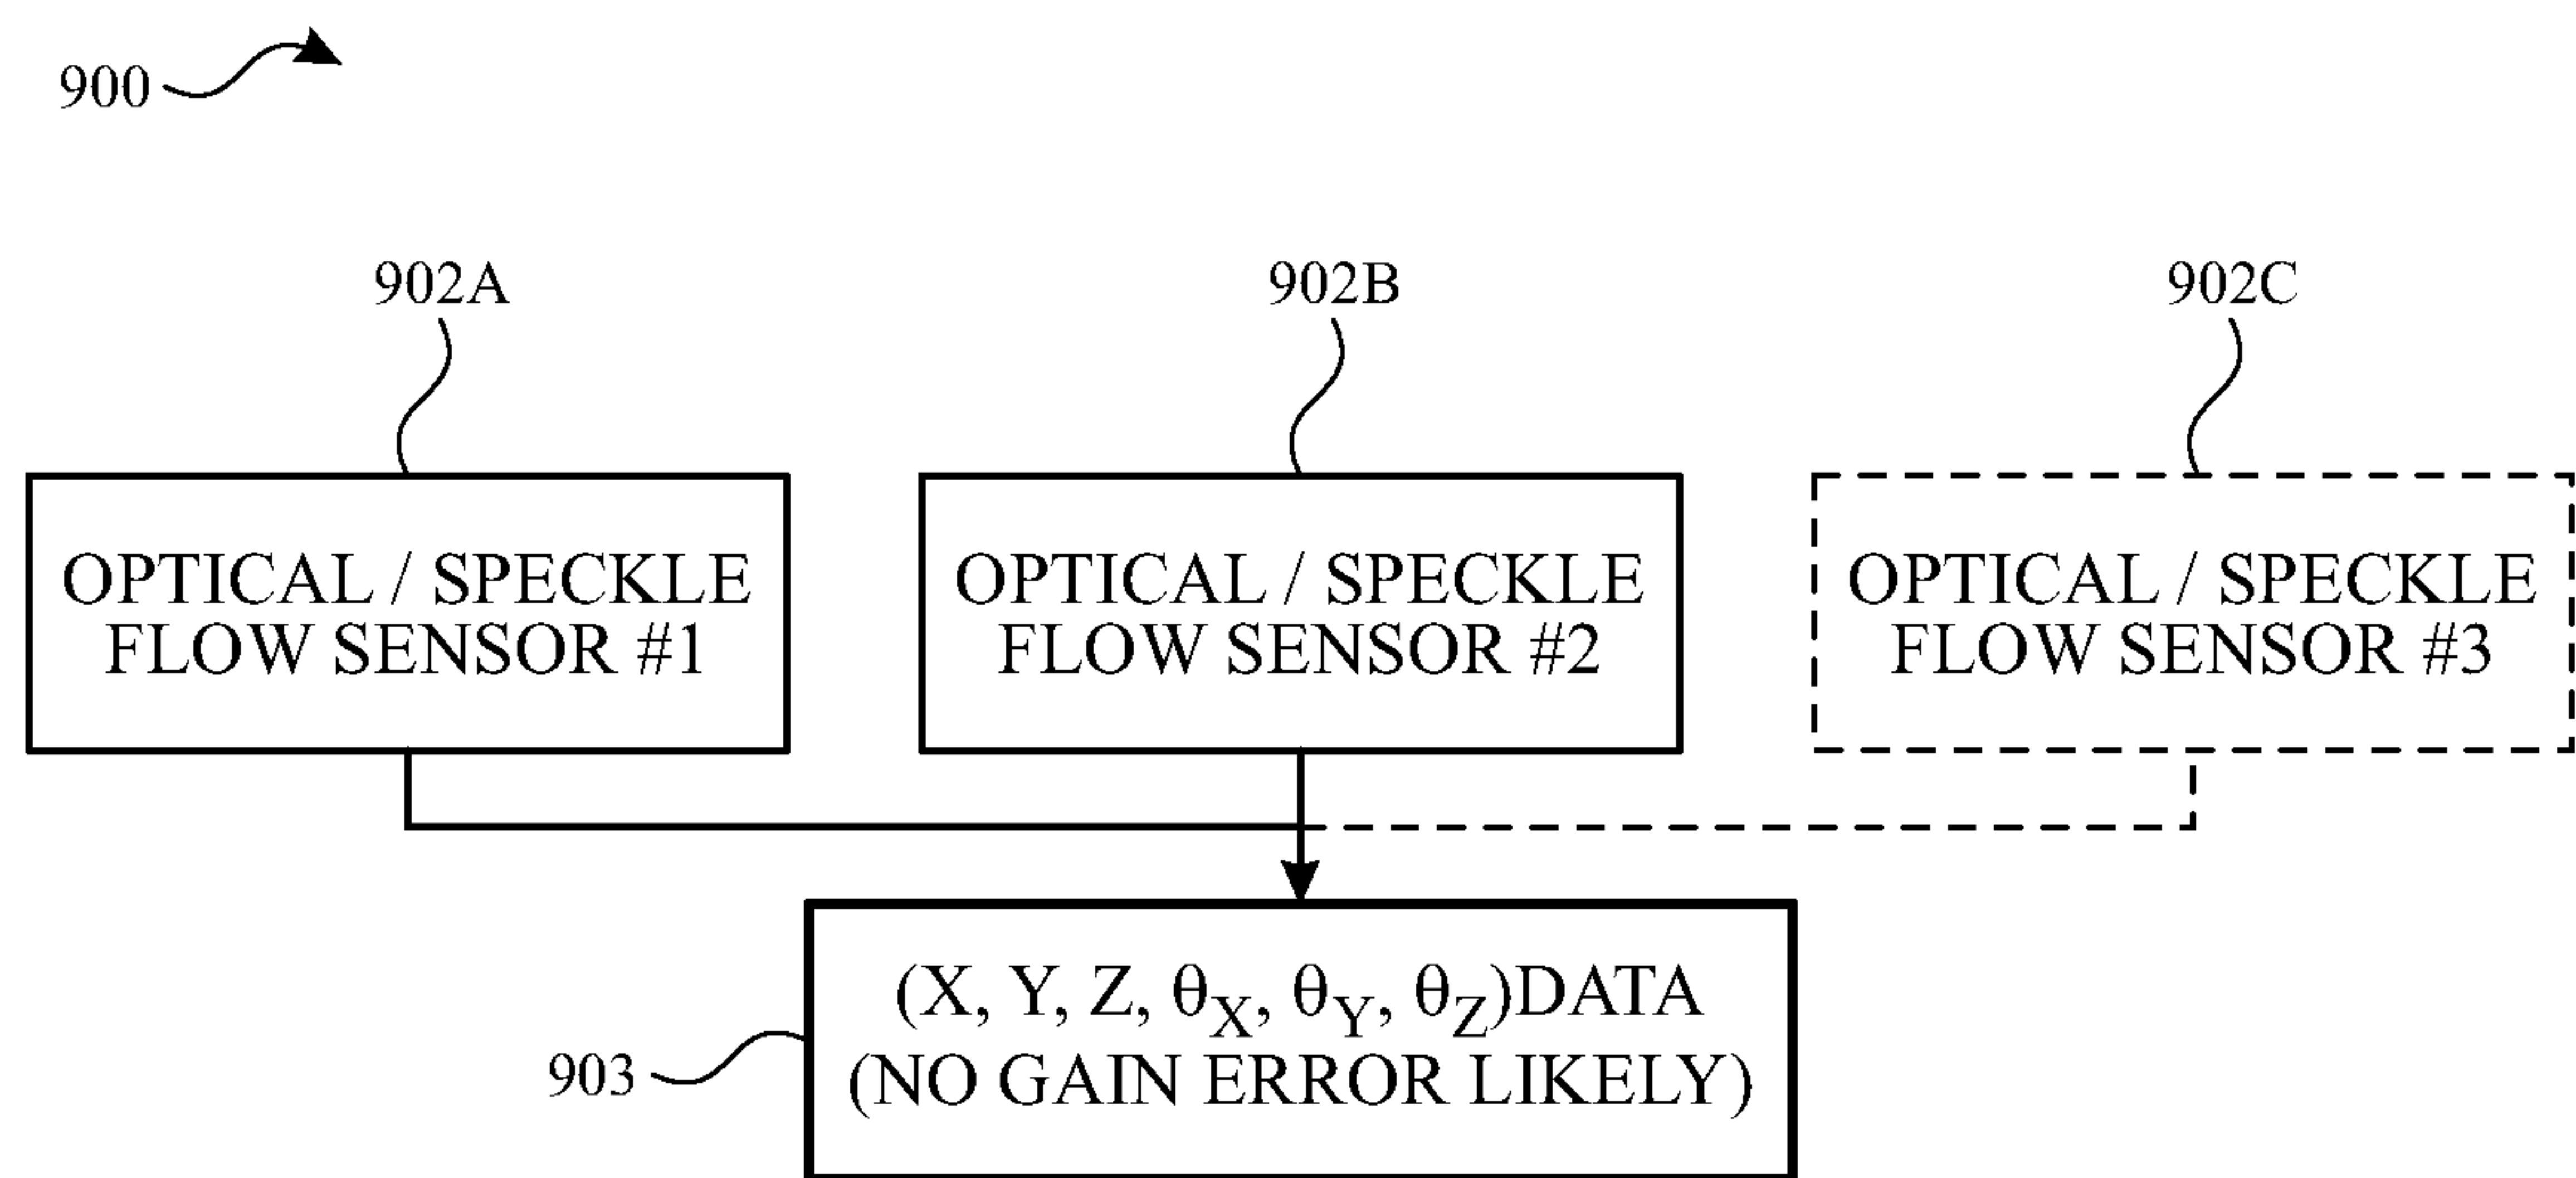 900
902A
902B
902C
OPTICAL / SPECKLE
FLOW SENSOR #1
OPTICAL / SPECKLE
FLOW SENSOR #2
OPTICAL / SPECKLE
FLOW SENSOR #3
(X, Y, Z, θX, θY, θZ)DATA
(NO GAIN ERROR LIKELY)
903